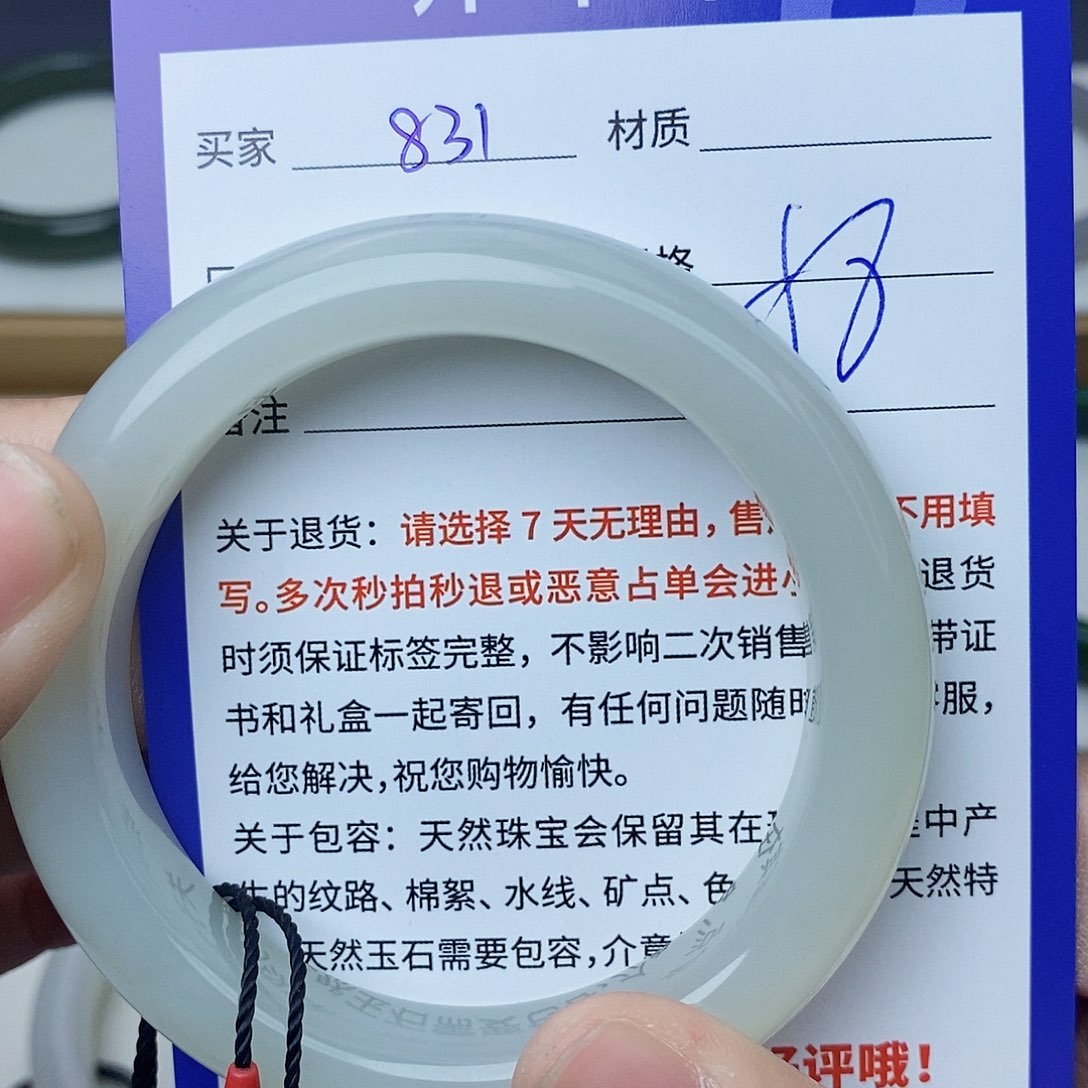 买家 831 材质
格
备注
关于退货：请选择 7 天无理由，售 不用填
写。多次秒拍秒退或恶意占单会进小 退货
时须保证标签完整，不影响二次销售 带证
书和礼盒一起寄回，有任何问题随时 客服，
给您解决，祝您购物愉快。
关于包容：天然珠宝会保留其在 中产
生的纹路、棉絮、水线、矿点、色 天然特
天然玉石需要包容，介意
好评哦！